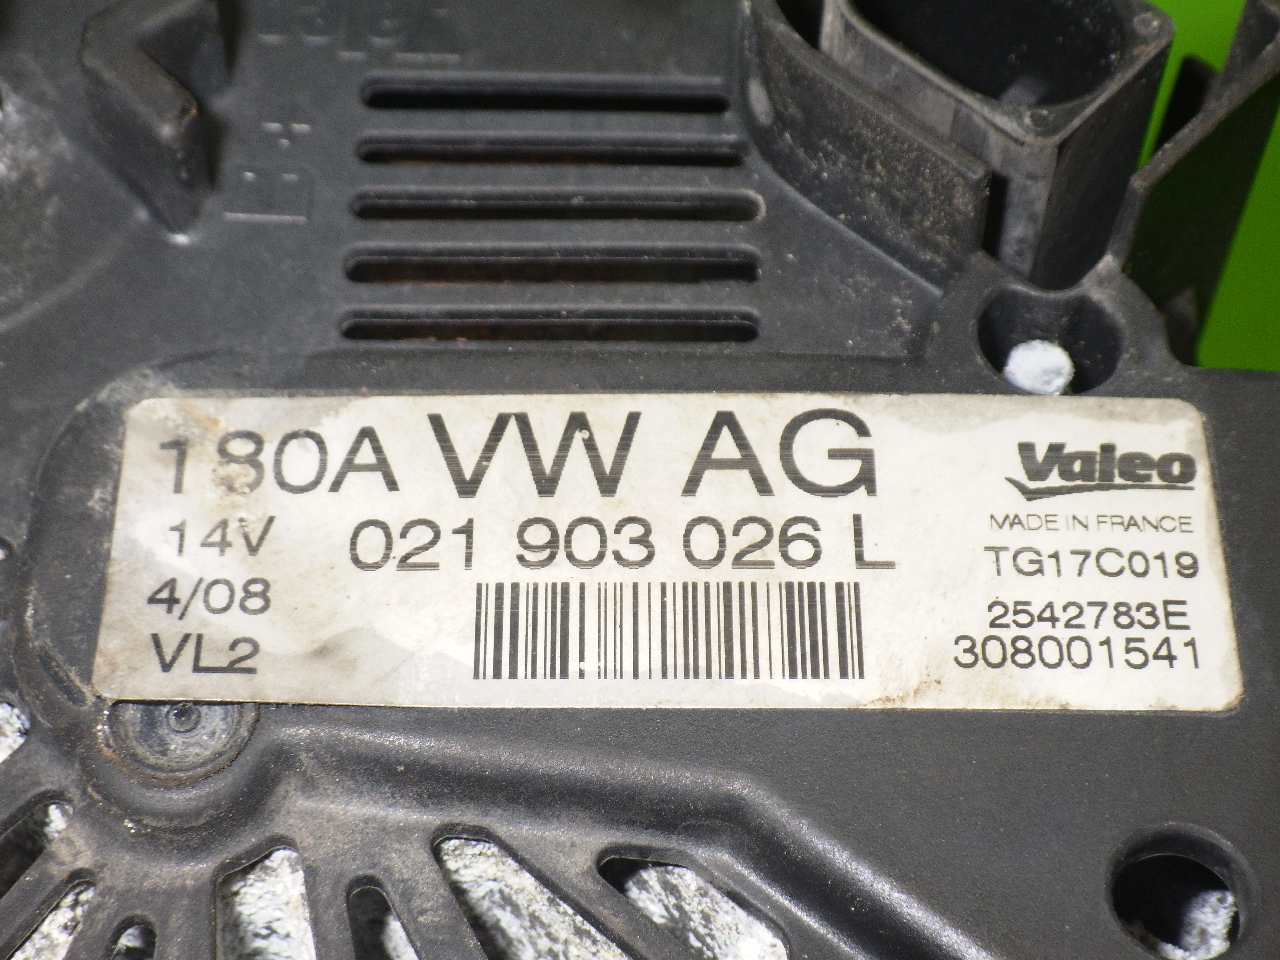 B+
180A VW AG
14V 021 903 026 L
4/08
VL2
Valeo
MADE IN FRANCE
TG17C019
2542783E
308001541